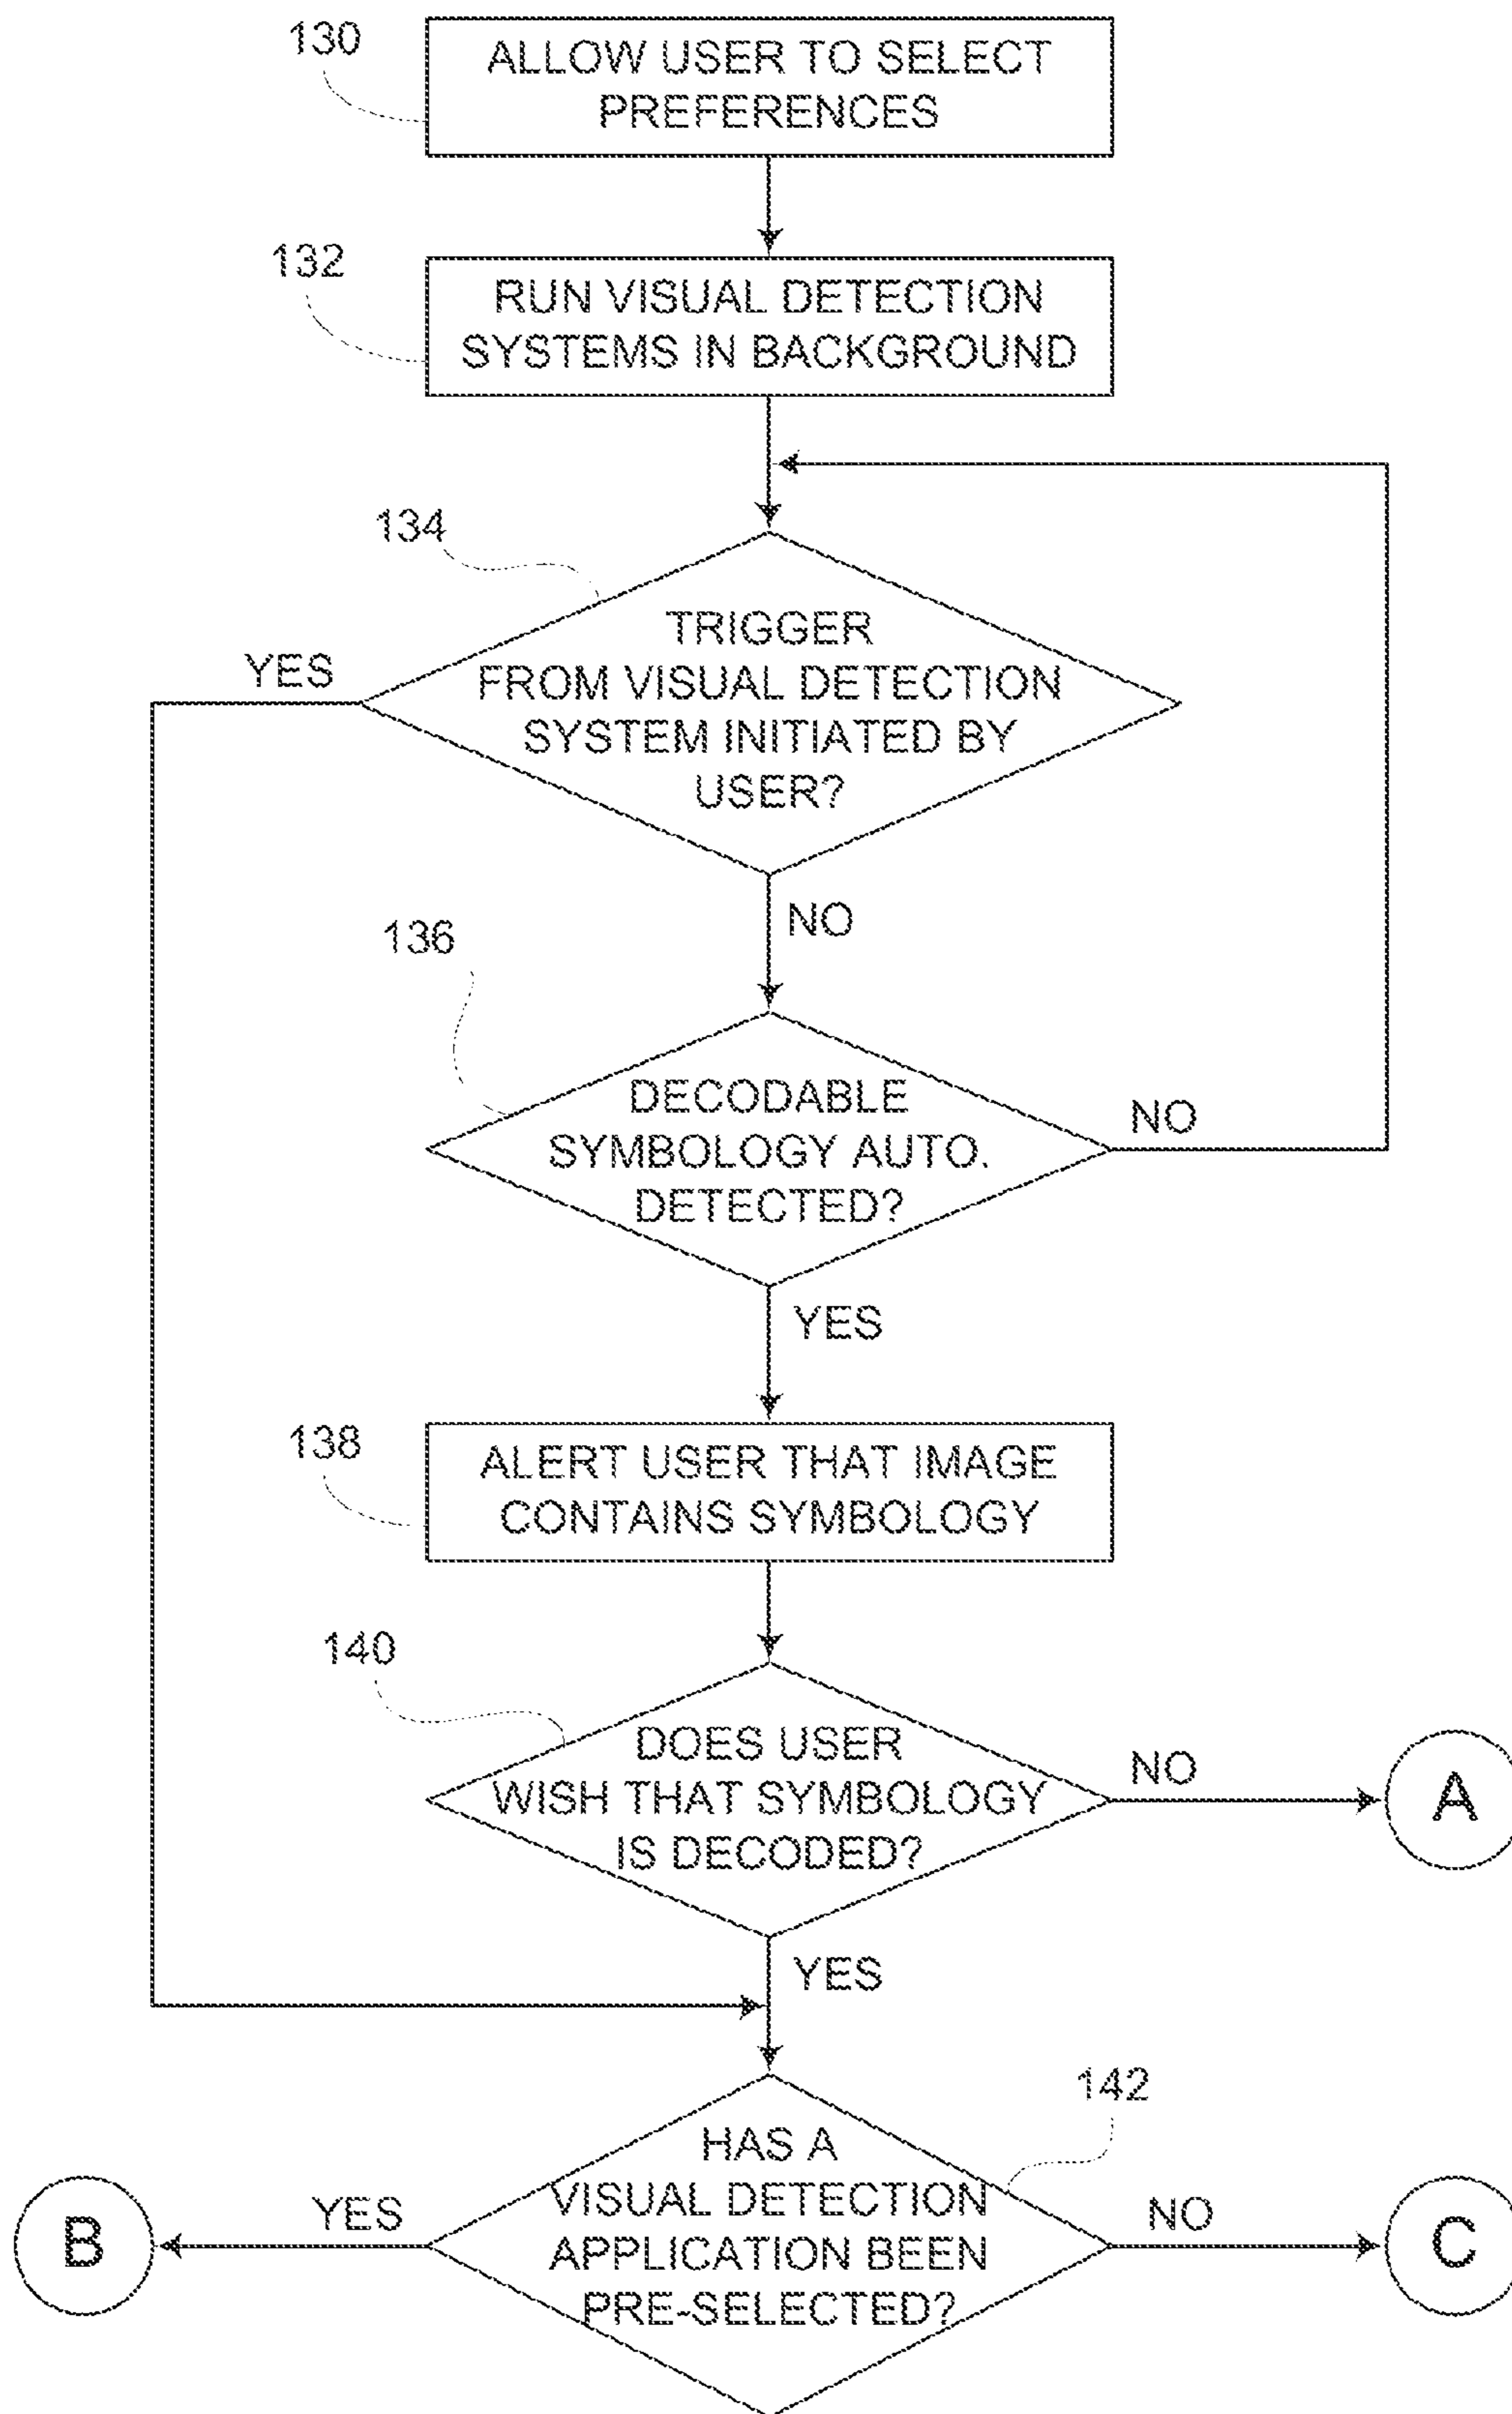 130
ALLOW USER TO SELECT
PREFERENCES
132
RUN VISUAL DETECTION
SYSTEMS IN BACKGROUND
134
TRIGGER
FROM VISUAL DETECTION
SYSTEM INITIATED BY
USER?
YES
NO
136
DECODABLE
SYMBOLOGY AUTO.
DETECTED?
NO
YES
138
ALERT USER THAT IMAGE
CONTAINS SYMBOLOGY
140
DOES USER
WISH THAT SYMBOLOGY
IS DECODED?
NO
A
YES
142
HAS A
VISUAL DETECTION
APPLICATION BEEN
PRE-SELECTED?
YES
B
NO
C